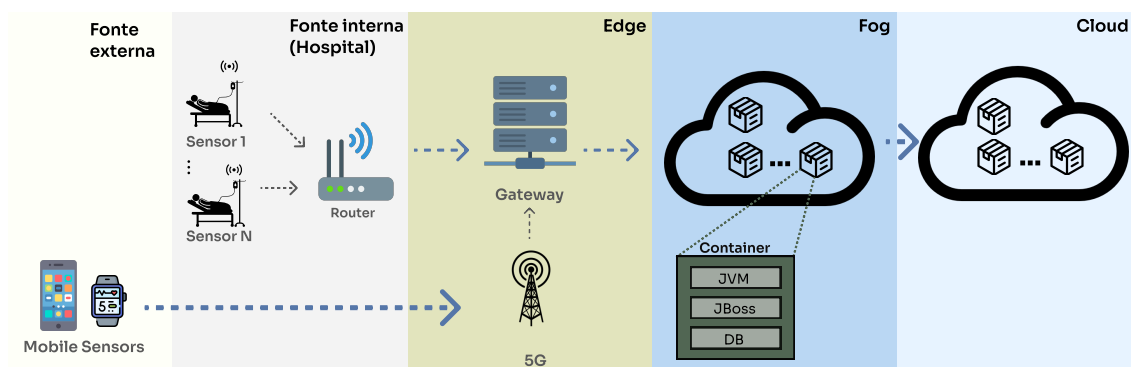 Fonte
externa
Fonte interna
(Hospital)
Edge
Fog
Cloud
Sensor 1
Sensor N
Router
Gateway
Container
JVM
JBoss
DB
5
Mobile Sensors
5G